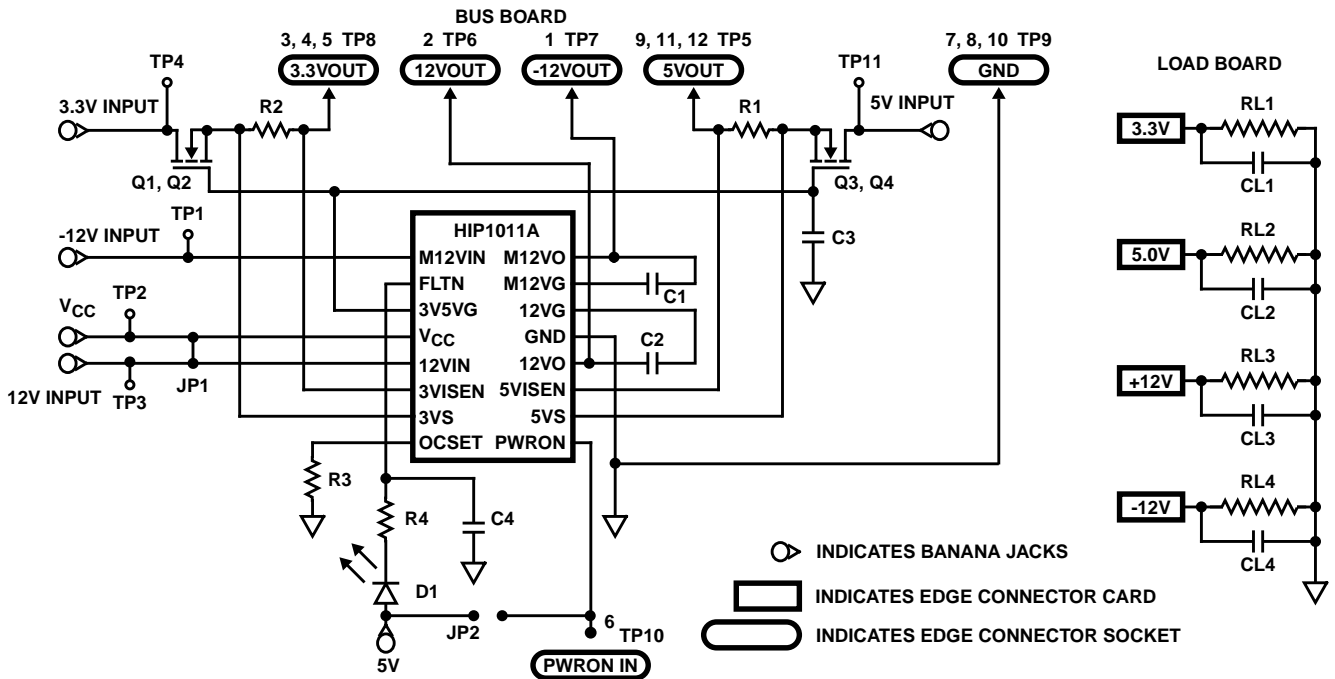 BUS BOARD
3, 4, 5 TP8
2 TP6
1 TP7
9, 11, 12 TP5
7, 8, 10 TP9
3.3VOUT
12VOUT
-12VOUT
5VOUT
GND
TP4
TP11
3.3V INPUT
R2
R1
5V INPUT
Q1, Q2
Q3, Q4
TP1
-12V INPUT
HIP1011A
C3
M12VIN
M12VO
FLTN
M12VG
C1
TP2
VCC
3V5VG
12VG
VCC
GND
C2
12VIN
12VO
JP1
12V INPUT
TP3
3VISEN
5VISEN
3VS
5VS
OCSET
PWRON
R3
R4
C4
D1
JP2
6
TP10
5V
PWRON IN
LOAD BOARD
3.3V
RL1
CL1
5.0V
RL2
CL2
+12V
RL3
CL3
-12V
RL4
CL4
INDICATES BANANA JACKS
INDICATES EDGE CONNECTOR CARD
INDICATES EDGE CONNECTOR SOCKET